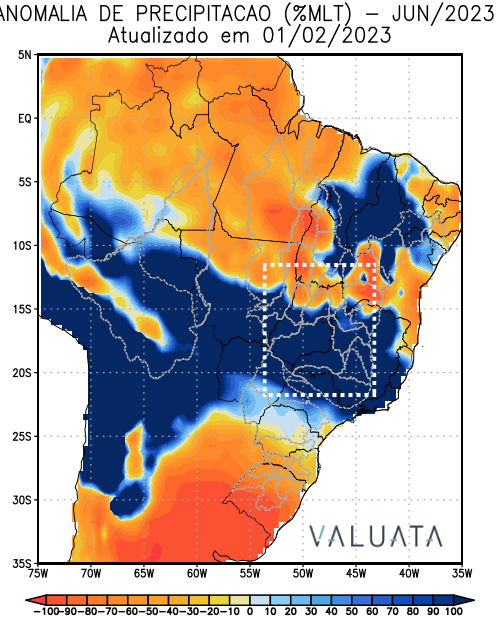 ANOMALIA DE PRECIPITACAO (%MLT) – JUN/2023
Atualizado em 01/02/2023
5N
EQ
5S
10S
15S
20S
25S
30S
35S
75W 70W 65W 60W 55W 50W 45W 40W 35W
VALUATA
-100-90-80-70-60-50-40-30-20-10 0 10 20 30 40 50 60 70 80 90 100